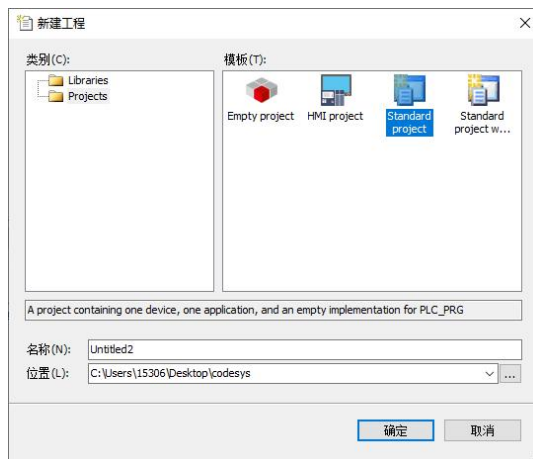 新建工程
类别(C):
模板(T):
Libraries
Projects
Empty project
HMI project
Standard
project
Standard
project w...
A project containing one device, one application, and an empty implementation for PLC_PRG
名称(N):
Untitled2
位置(L):
C:\Users\15306\Desktop\codesys
...
确定
取消